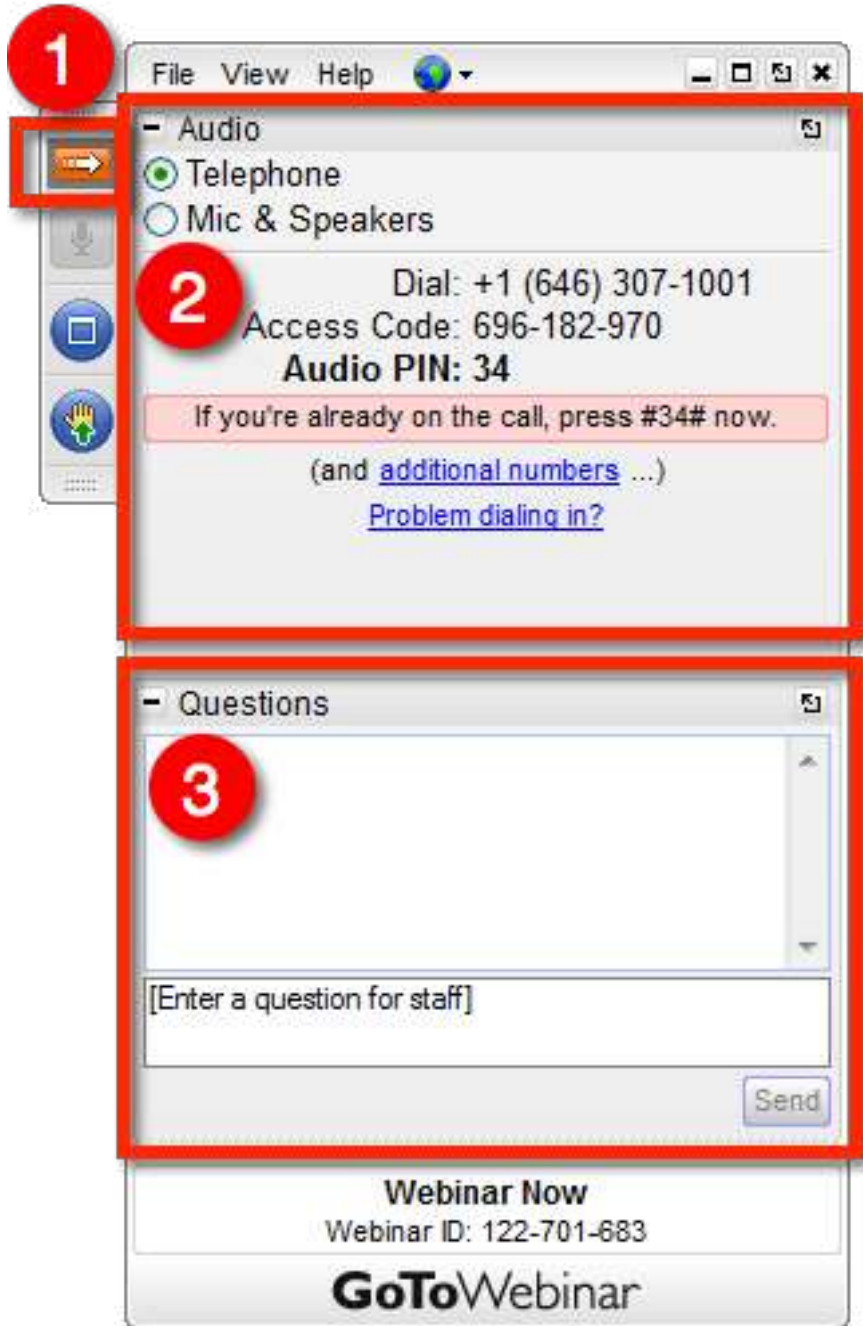 1
File View Help
Audio
Telephone
Mic & Speakers
2
Dial: +1 (646) 307-1001
Access Code: 696-182-970
Audio PIN: 34
If you're already on the call, press #34# now.
(and additional numbers ...)
Problem dialing in?
Questions
3
[Enter a question for staff]
Send
Webinar Now
Webinar ID: 122-701-683
GoToWebinar